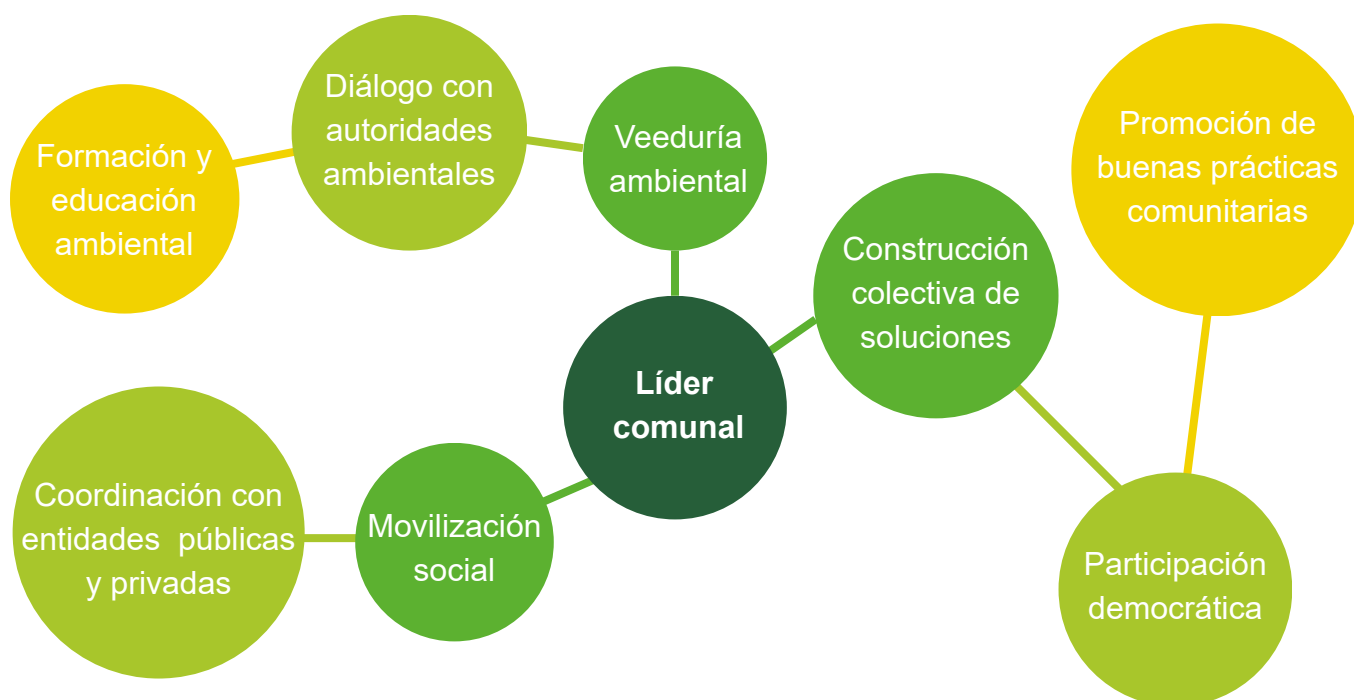 Formación y
educación
ambiental
Diálogo con
autoridades
ambientales
Veeduría
ambiental
Construcción
colectiva de
soluciones
Promoción de
buenas prácticas
comunitarias
Líder
comunal
Coordinación con
entidades  públicas
y privadas
Movilización
social
Participación
democrática